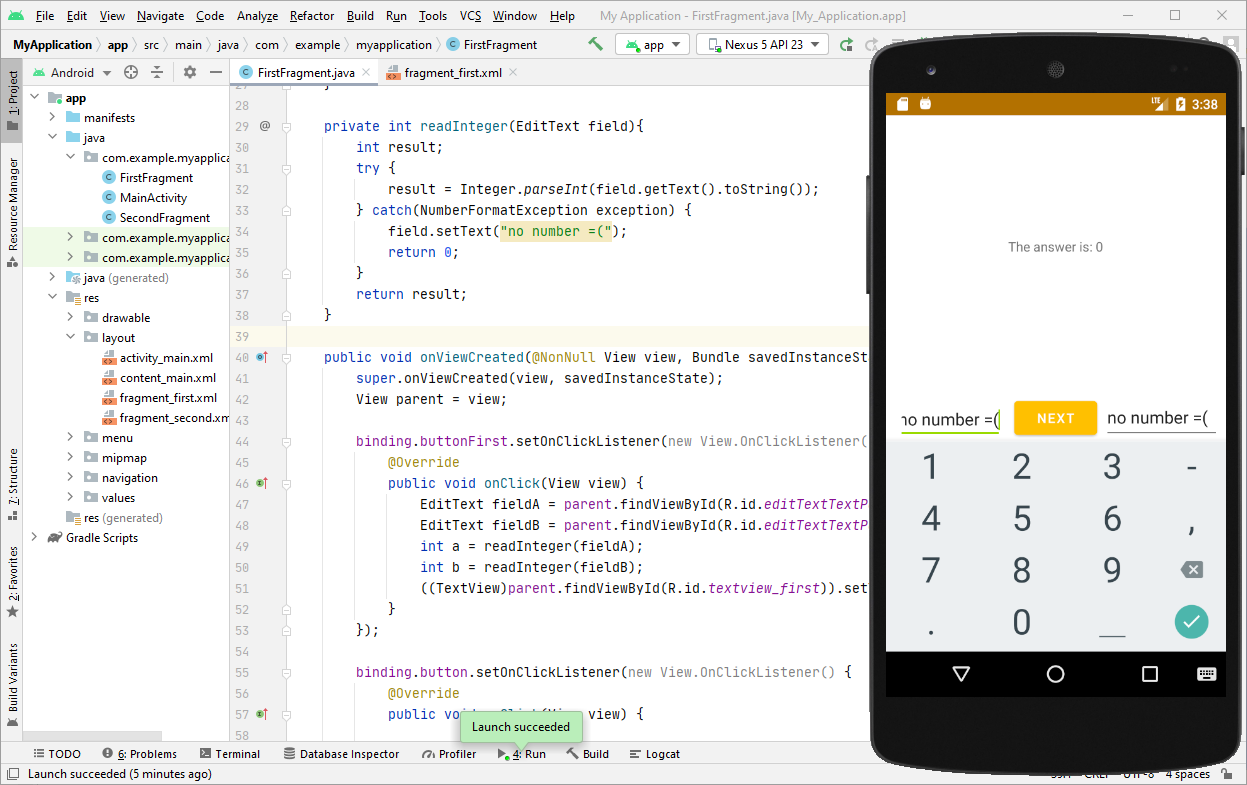 File Edit View Navigate Code Analyze Refactor Build Run Tools VCS Window Help My Application - FirstFragment.java [My_Application.app]
MyApplication app src main java com example myapplication FirstFragment app Nexus 5 API 23
Android FirstFragment.java fragment_first.xml
1: Project
Resource Manager
7: Structure
2: Favorites
Build Variants
app
manifests
java
com.example.myapplica
FirstFragment
MainActivity
SecondFragment
com.example.myapplica
com.example.myapplica
java (generated)
res
drawable
layout
activity_main.xml
content_main.xml
fragment_first.xml
fragment_second.xm
menu
mipmap
navigation
values
res (generated)
Gradle Scripts
27 }
28
29 @ private int readInteger(EditText field){
30 int result;
31 try {
32 result = Integer.parseInt(field.getText().toString());
33 } catch(NumberFormatException exception) {
34 field.setText("no number =(");
35 return 0;
36 }
37 return result;
38 }
39
40 public void onViewCreated(@NonNull View view, Bundle savedInstanceSt
41 super.onViewCreated(view, savedInstanceState);
42 View parent = view;
43
44 binding.buttonFirst.setOnClickListener(new View.OnClickListener(
45 @Override
46 public void onClick(View view) {
47 EditText fieldA = parent.findViewById(R.id.editTextTextP
48 EditText fieldB = parent.findViewById(R.id.editTextTextP
49 int a = readInteger(fieldA);
50 int b = readInteger(fieldB);
51 ((TextView)parent.findViewById(R.id.textview_first)).set
52 }
53 });
54
55 binding.button.setOnClickListener(new View.OnClickListener() {
56 @Override
57 public void View view) {
58
Launch succeeded
LTE 3:38
The answer is: 0
no number =( NEXT no number =(
1 2 3 -
4 5 6 ,
7 8 9
. 0 __
TODO 6: Problems Terminal Database Inspector Profiler 4: Run Build Logcat
Launch succeeded (5 minutes ago) CRLF UTF-8 4 spaces